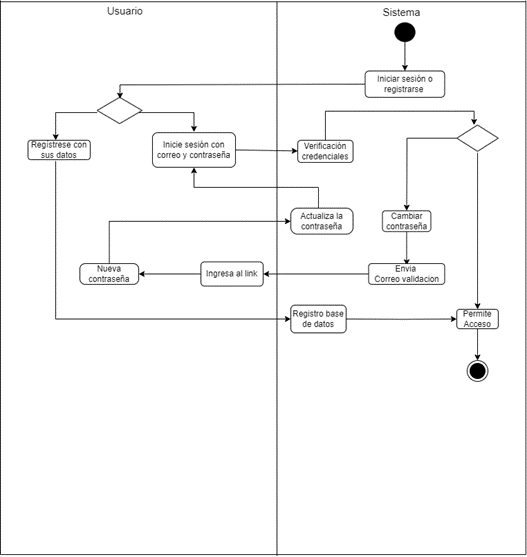 Usuario
Sistema
Iniciar sesión o
registrarse
Registrese con
sus datos
Inicie sesión con
correo y contraseña
Verificación
credenciales
Actualiza la
contraseña
Cambiar
contraseña
Nueva
contraseña
Ingresa al link
Envia
Correo validacion
Registro base
de datos
Permite
Acceso